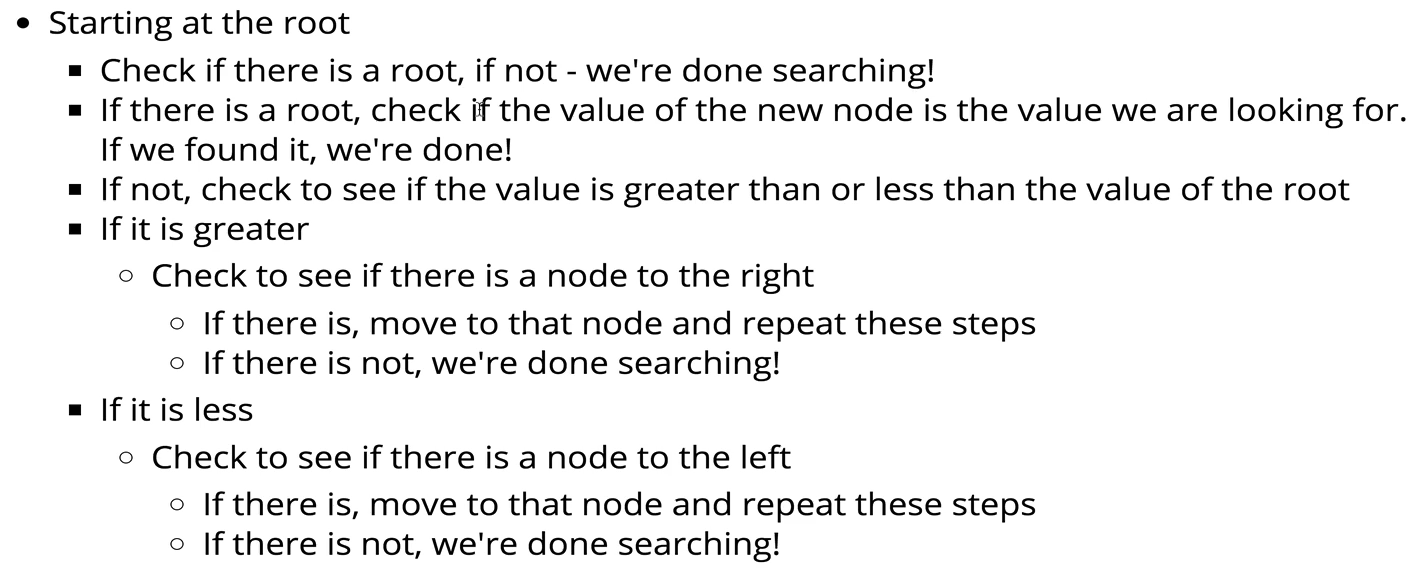 Starting at the root
Check if there is a root, if not - we're done searching!
If there is a root, check if the value of the new node is the value we are looking for.
If we found it, we're done!
If not, check to see if the value is greater than or less than the value of the root
If it is greater
Check to see if there is a node to the right
If there is, move to that node and repeat these steps
If there is not, we're done searching!
If it is less
Check to see if there is a node to the left
If there is, move to that node and repeat these steps
If there is not, we're done searching!